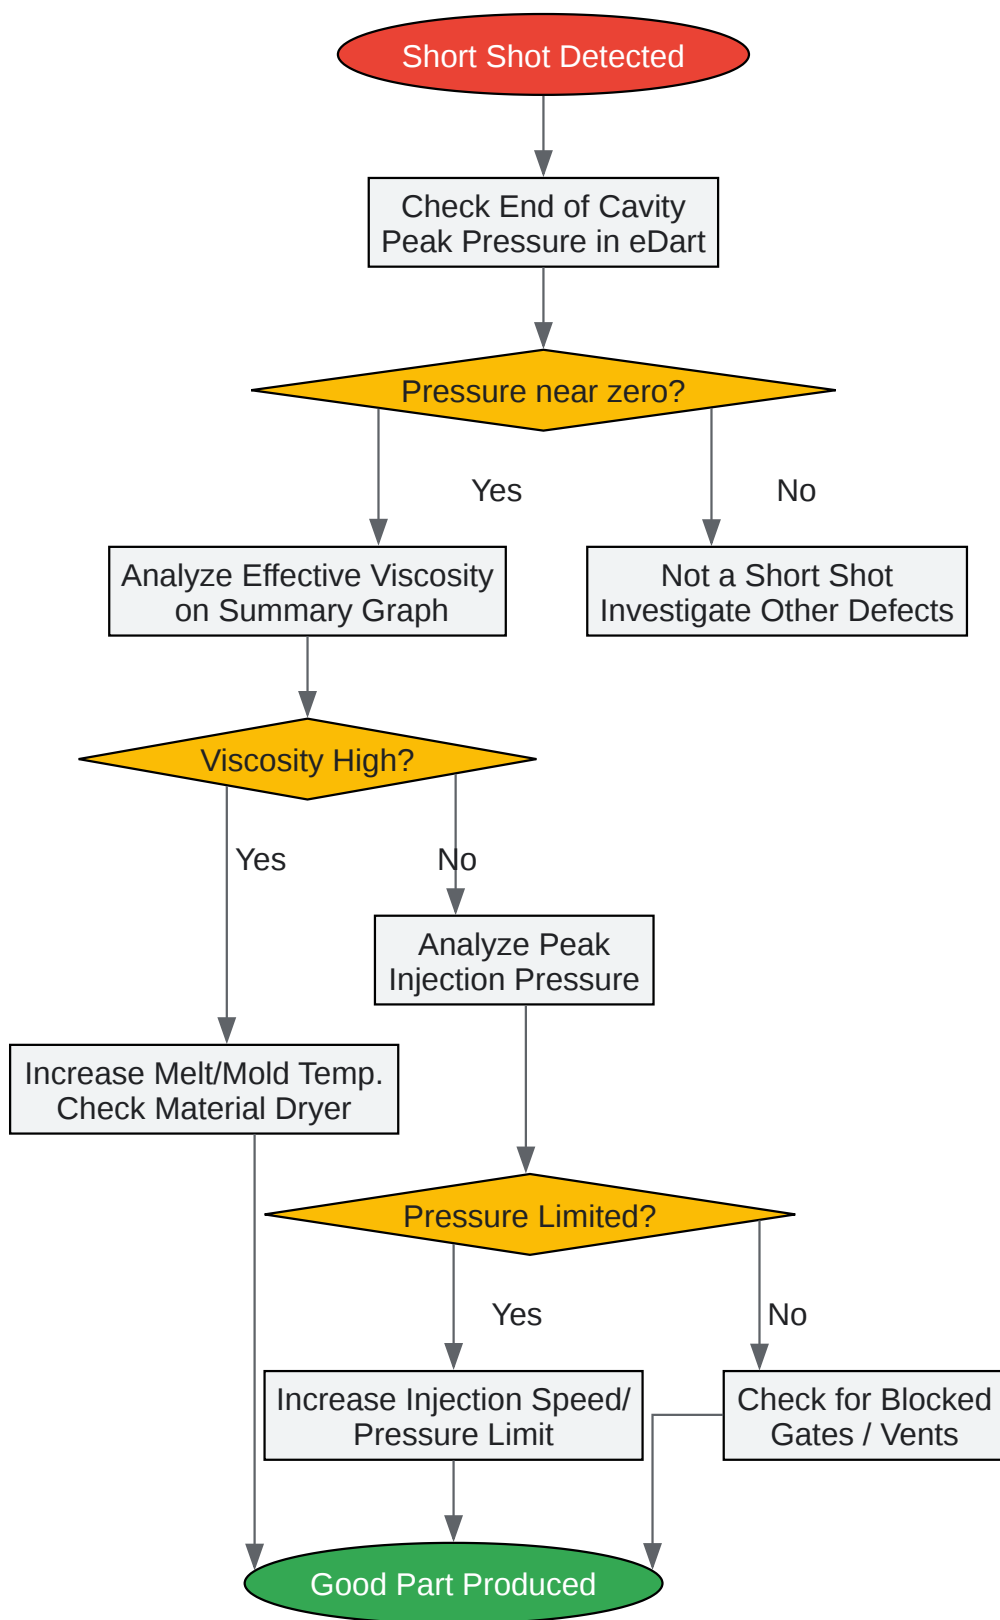 Short Shot Detected
Check End of Cavity
Peak Pressure in eDart
Pressure near zero?
Yes
No
Analyze Effective Viscosity
on Summary Graph
Not a Short Shot
Investigate Other Defects
Viscosity High?
Yes
No
Analyze Peak
Injection Pressure
Increase Melt/Mold Temp.
Check Material Dryer
Pressure Limited?
Yes
No
Increase Injection Speed/
Pressure Limit
Check for Blocked
Gates / Vents
Good Part Produced